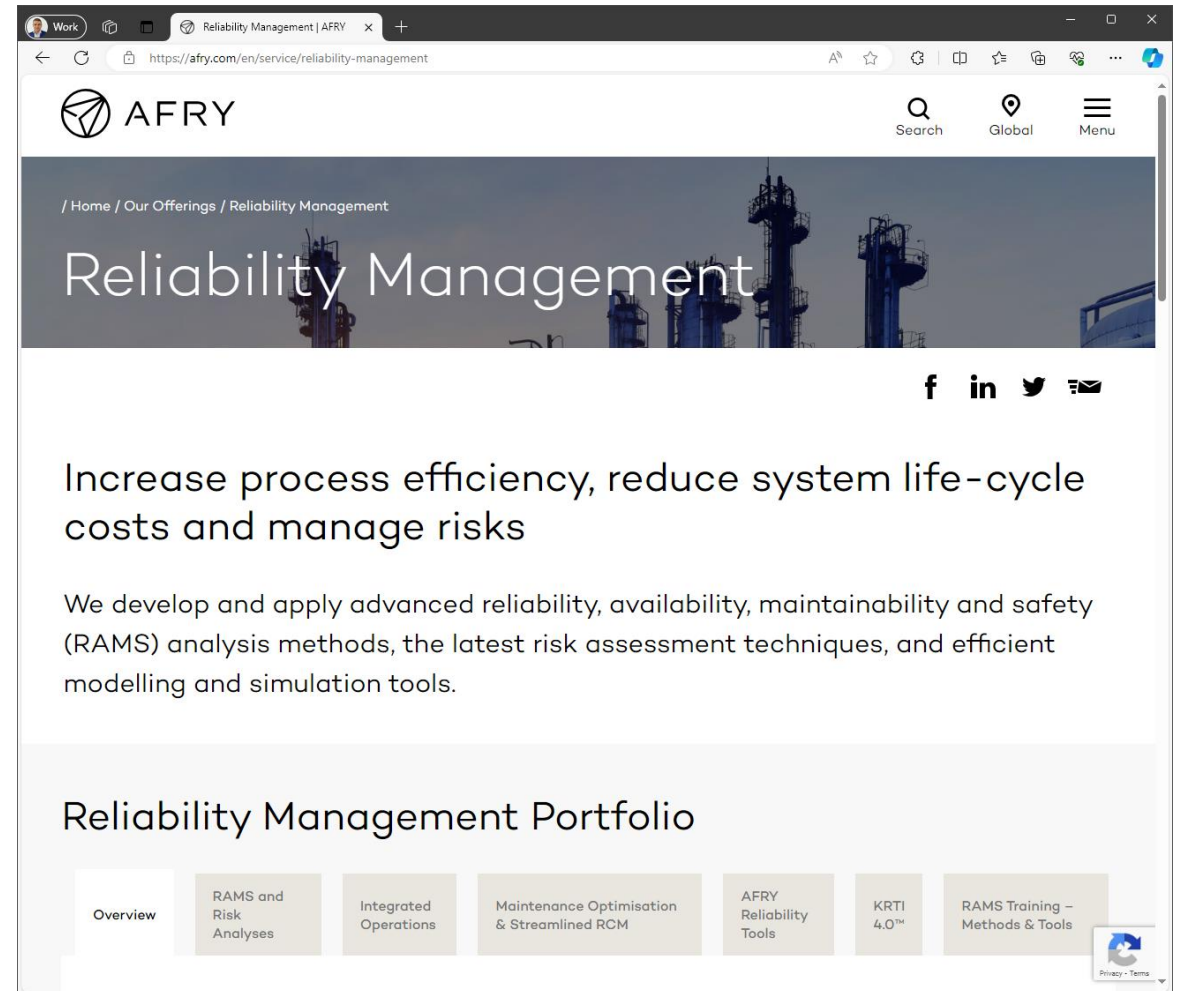 Work
Reliability Management | AFRY
https://afry.com/en/service/reliability-management
AFRY
Search
Global
Menu
/ Home / Our Offerings / Reliability Management
Reliability Management
Increase process efficiency, reduce system life-cycle
costs and manage risks
We develop and apply advanced reliability, availability, maintainability and safety
(RAMS) analysis methods, the latest risk assessment techniques, and efficient
modelling and simulation tools.
Reliability Management Portfolio
Overview
RAMS and
Risk
Analyses
Integrated
Operations
Maintenance Optimisation
& Streamlined RCM
AFRY
Reliability
Tools
KRTI
4.0™
RAMS Training –
Methods & Tools
Privacy - Terms